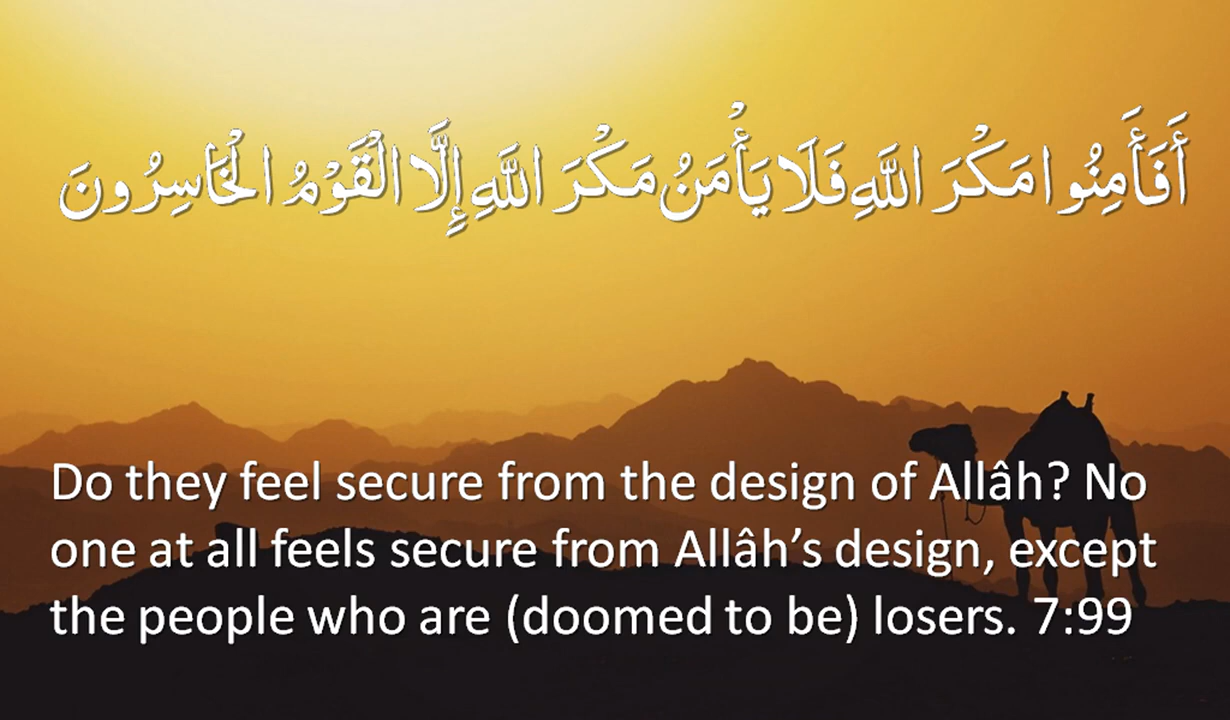 أَفَأَمِنُوا مَكْرَ اللَّهِ فَلَا يَأْمَنُ مَكْرَ اللَّهِ إِلَّا الْقَوْمُ الْخَاسِرُونَ
Do they feel secure from the design of Allâh? No
one at all feels secure from Allâh’s design, except
the people who are (doomed to be) losers. 7:99